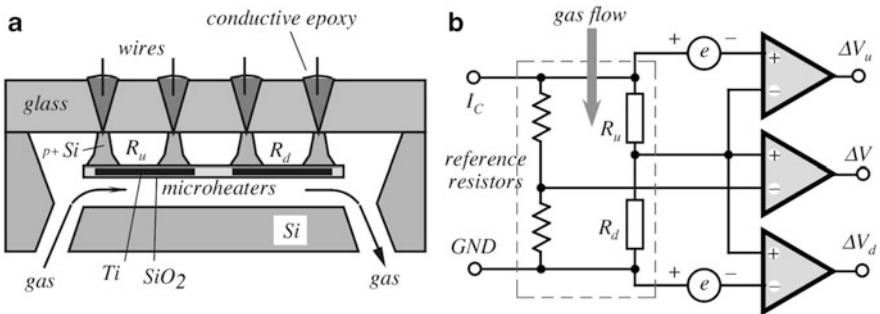 a
conductive epoxy
wires
glass
p+ Si
R_u
R_d
microheaters
Si
gas
Ti
SiO2
gas
b
gas flow
+ e −
ΔV_u
+
−
I_C
R_u
reference
resistors
+
−
ΔV
R_d
GND
+
−
ΔV_d
+ e −